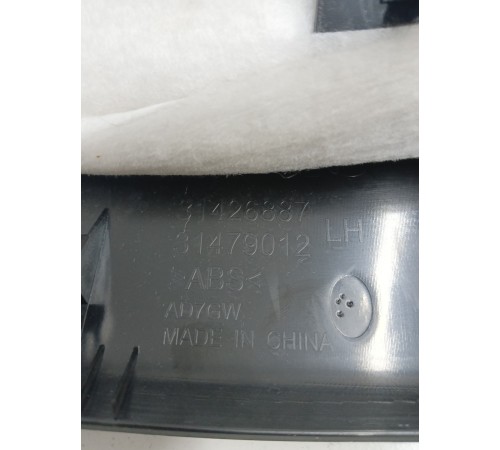 31426887
31479012 LH
>ABS<
AD7GW
MADE IN CHINA